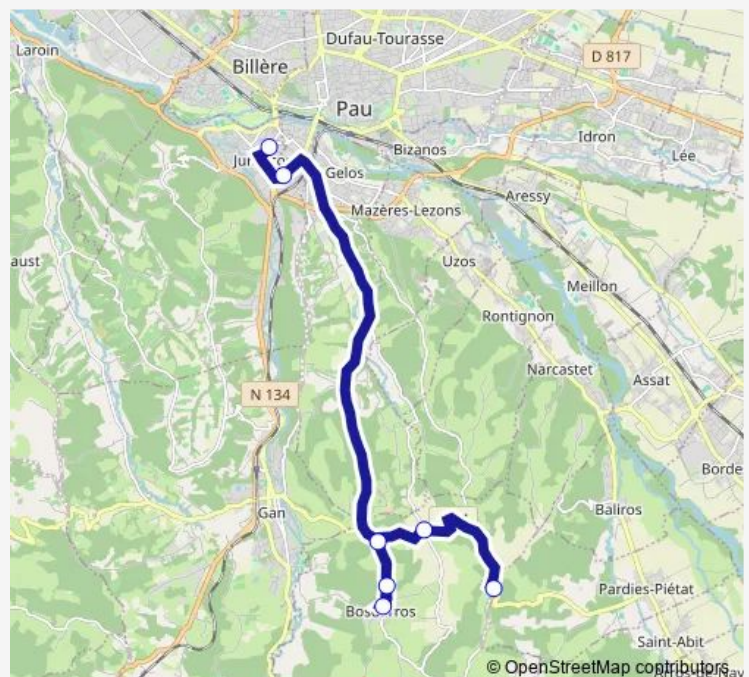 Laroin
Dufau-Tourasse
Billère
D 817
Pau
Idron
Bizanos
Lée
Gelos
Aressy
Mazères-Lezons
aust
Uzos
Meillon
Rontignon
Narcastet
Assat
N 134
Borde
Gan
Baliros
Pardies-Piétat
Saint-Abit
© OpenStreetMap contributors